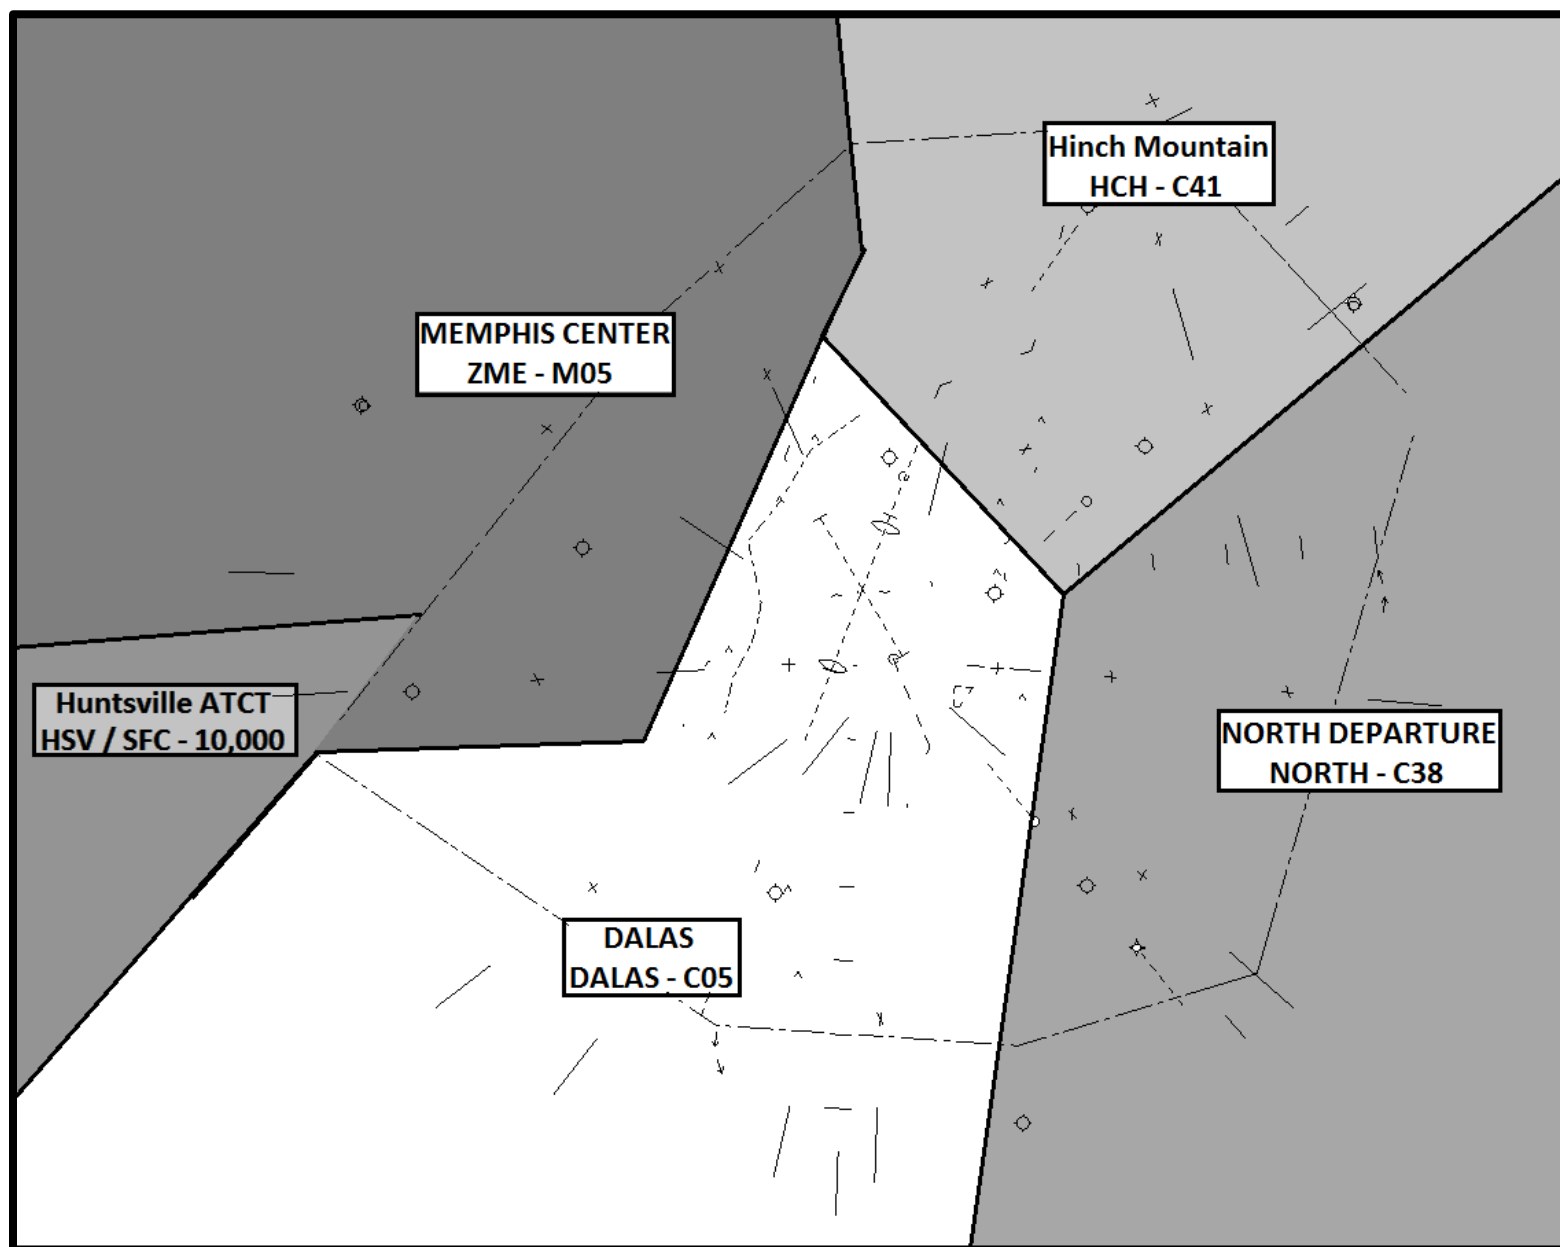 Hinch Mountain
HCH - C41
MEMPHIS CENTER
ZME - M05
Huntsville ATCT
HSV / SFC - 10,000
NORTH DEPARTURE
NORTH - C38
DALAS
DALAS - C05